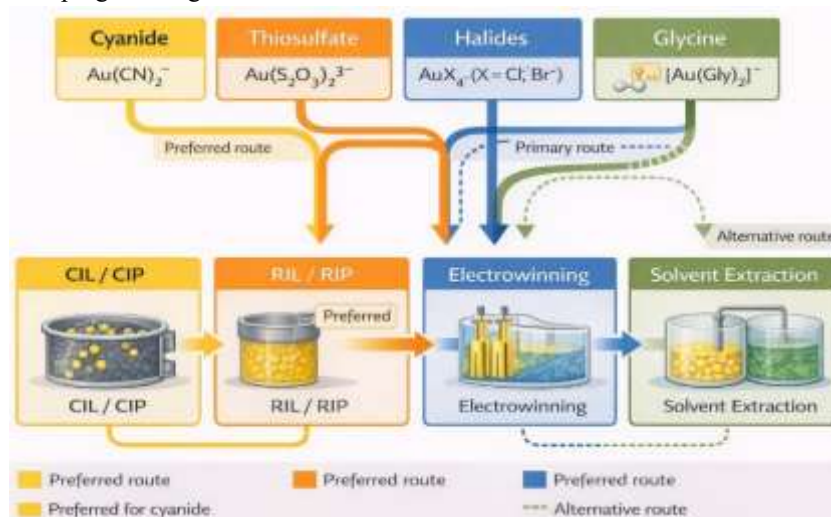 Cyanide
Au(CN)₂⁻
Thiosulfate
Au(S₂O₃)₂³⁻
Halides
AuX₄-(X=Cl; Br⁻)
Glycine
[Au(Gly)₂]⁻
Preferred route
Primary route
Alternative route
CIL / CIP
CIL / CIP
RIL / RIP
Preferred
RIL / RIP
Electrowinning
Electrowinning
Solvent Extraction
Solvent Extraction
Preferred route
Preferred route
Preferred route
Preferred for cyanide
Alternative route